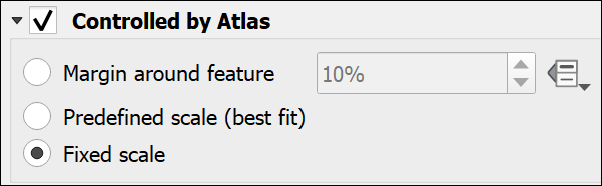 Controlled by Atlas
Margin around feature 10%
Predefined scale (best fit)
Fixed scale